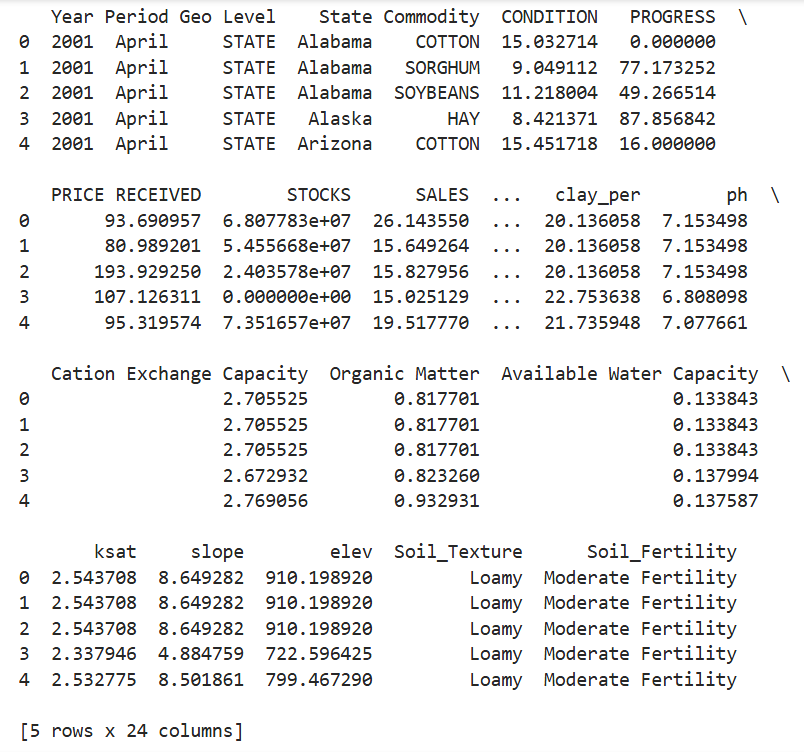 Year Period Geo Level    State Commodity  CONDITION   PROGRESS  \
0  2001  April     STATE  Alabama    COTTON  15.032714   0.000000
1  2001  April     STATE  Alabama   SORGHUM   9.049112  77.173252
2  2001  April     STATE  Alabama  SOYBEANS  11.218004  49.266514
3  2001  April     STATE   Alaska       HAY   8.421371  87.856842
4  2001  April     STATE  Arizona    COTTON  15.451718  16.000000

   PRICE RECEIVED        STOCKS      SALES  ...   clay_per        ph  \
0       93.690957  6.807783e+07  26.143550  ...  20.136058  7.153498
1       80.989201  5.455668e+07  15.649264  ...  20.136058  7.153498
2      193.929250  2.403578e+07  15.827956  ...  20.136058  7.153498
3      107.126311  0.000000e+00  15.025129  ...  22.753638  6.808098
4       95.319574  7.351657e+07  19.517770  ...  21.735948  7.077661

   Cation Exchange Capacity  Organic Matter  Available Water Capacity  \
0                  2.705525        0.817701                  0.133843
1                  2.705525        0.817701                  0.133843
2                  2.705525        0.817701                  0.133843
3                  2.672932        0.823260                  0.137994
4                  2.769056        0.932931                  0.137587

       ksat     slope        elev  Soil_Texture      Soil_Fertility
0  2.543708  8.649282  910.198920         Loamy  Moderate Fertility
1  2.543708  8.649282  910.198920         Loamy  Moderate Fertility
2  2.543708  8.649282  910.198920         Loamy  Moderate Fertility
3  2.337946  4.884759  722.596425         Loamy  Moderate Fertility
4  2.532775  8.501861  799.467290         Loamy  Moderate Fertility

[5 rows x 24 columns]